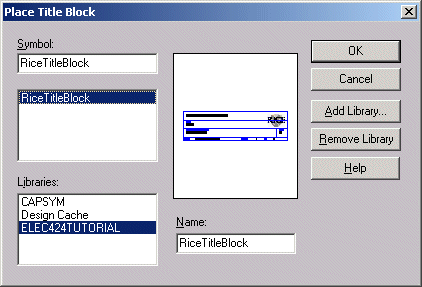 Place Title Block
Symbol:
RiceTitleBlock
RiceTitleBlock
Libraries:
CAPSYM
Design Cache
ELEC424TUTORIAL
Name:
RiceTitleBlock
OK
Cancel
Add Library...
Remove Library
Help